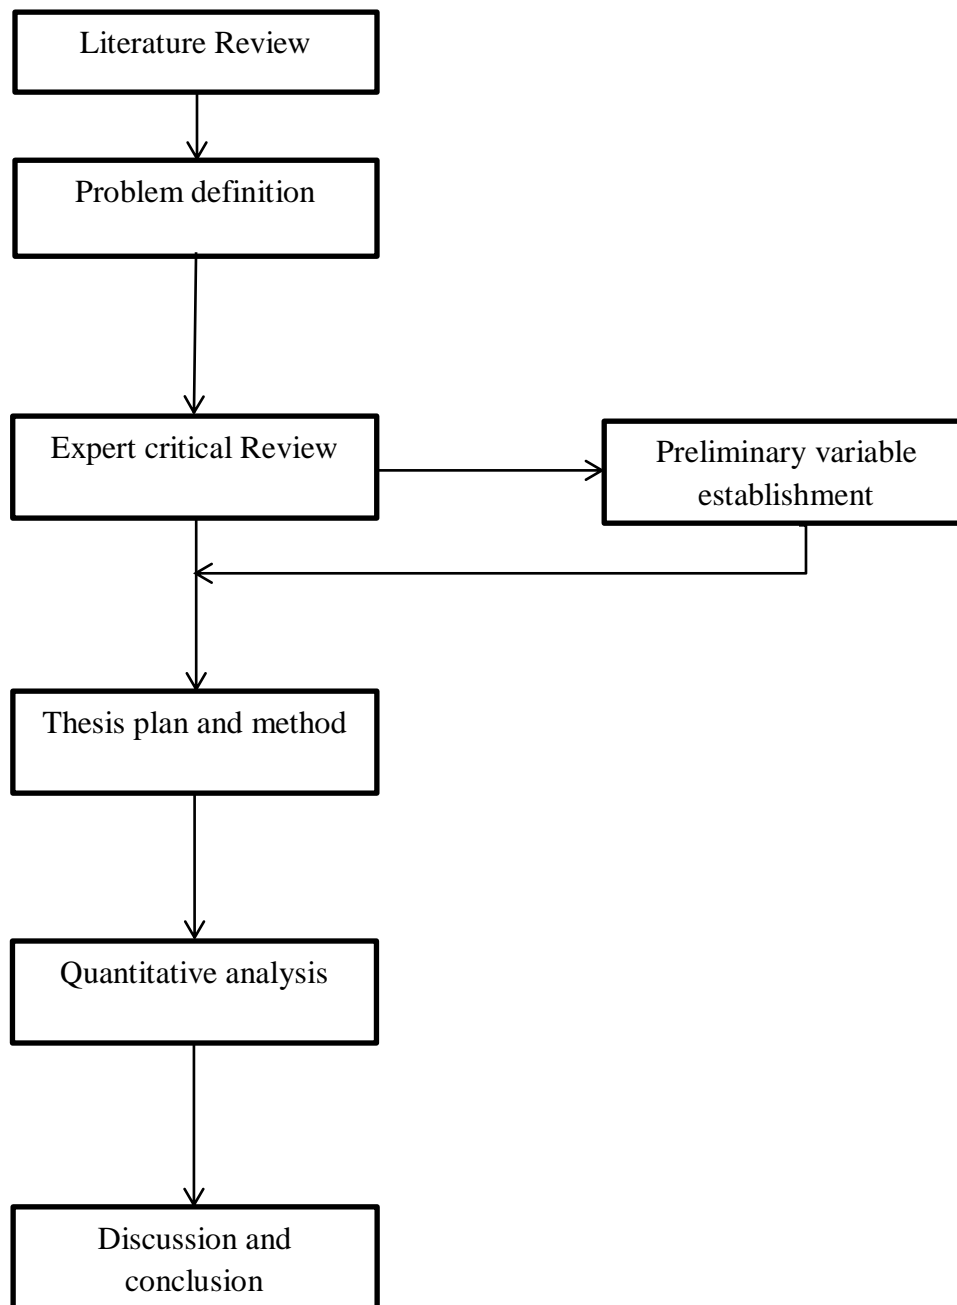 Literature Review
Problem definition
Expert critical Review
Preliminary variable
establishment
Thesis plan and method
Quantitative analysis
Discussion and
conclusion